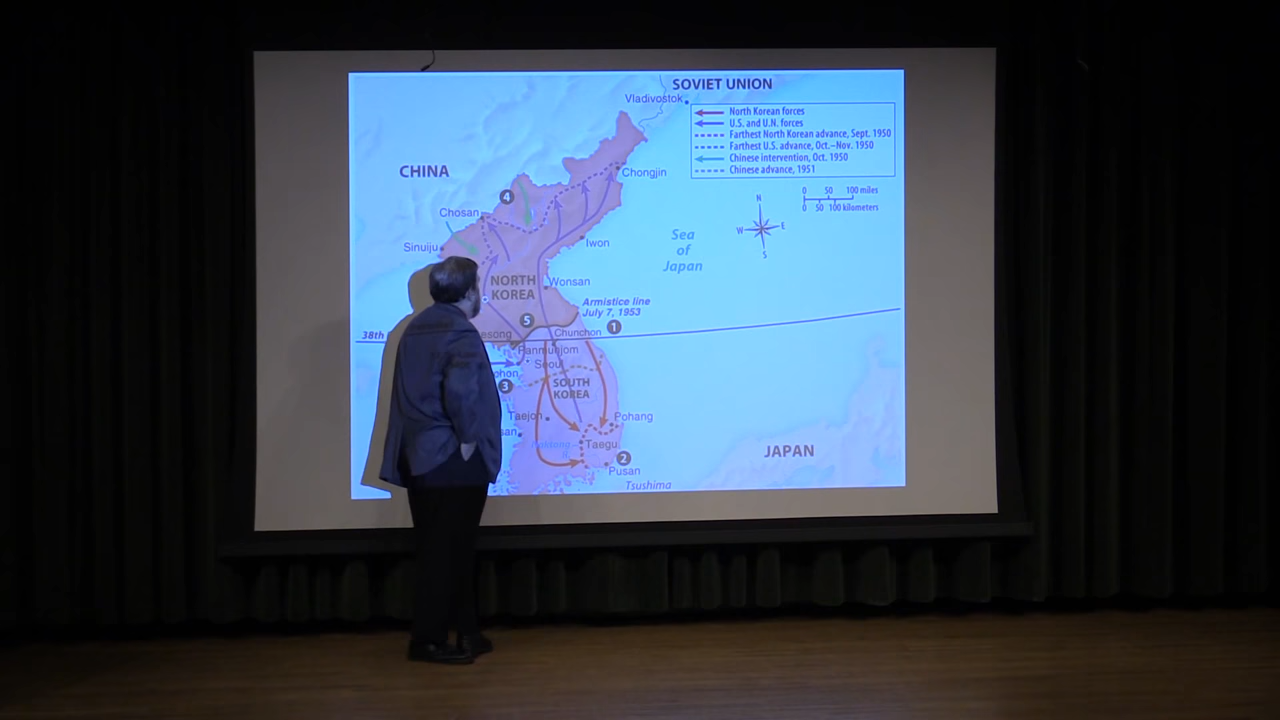 SOVIET UNION
Vladivostok
North Korean forces
U.S. and U.N. forces
Farthest North Korean advance, Sept. 1950
Farthest U.S. advance, Oct.–Nov. 1950
Chinese intervention, Oct. 1950
Chinese advance, 1951
CHINA
Chongjin
0 50 100 miles
0 50 100 kilometers
N
W E
S
4
Chosan
Sinuiju
Iwon
Sea
of
Japan
NORTH
KOREA
Wonsan
Armistice line
July 7, 1953
5
1
38th
esong
Chunchon
Panmunjom
Seoul
chon
3
SOUTH
KOREA
Taejon
Pohang
san
Taegu
R.
2
Pusan
JAPAN
Tsushima